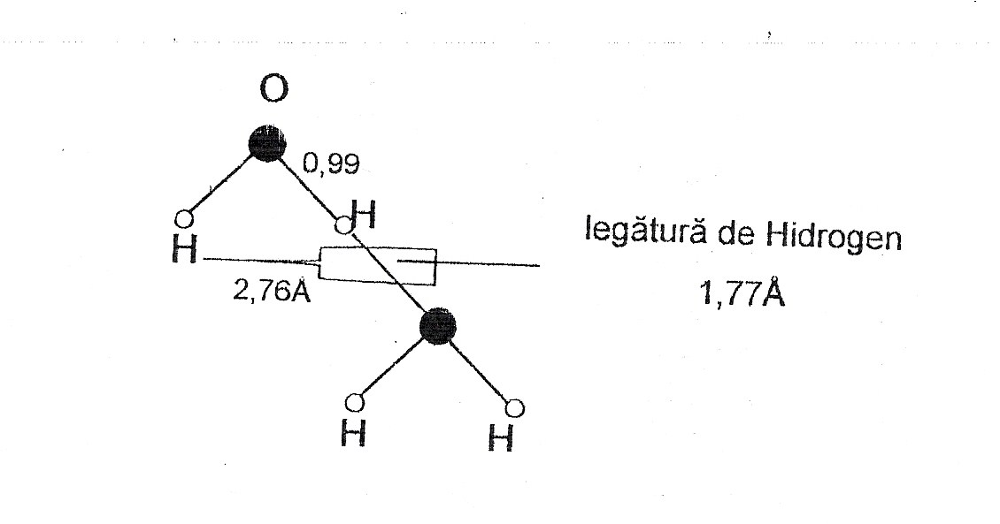 O
0,99
H
H
legătură de Hidrogen
2,76Å
1,77Å
H
H